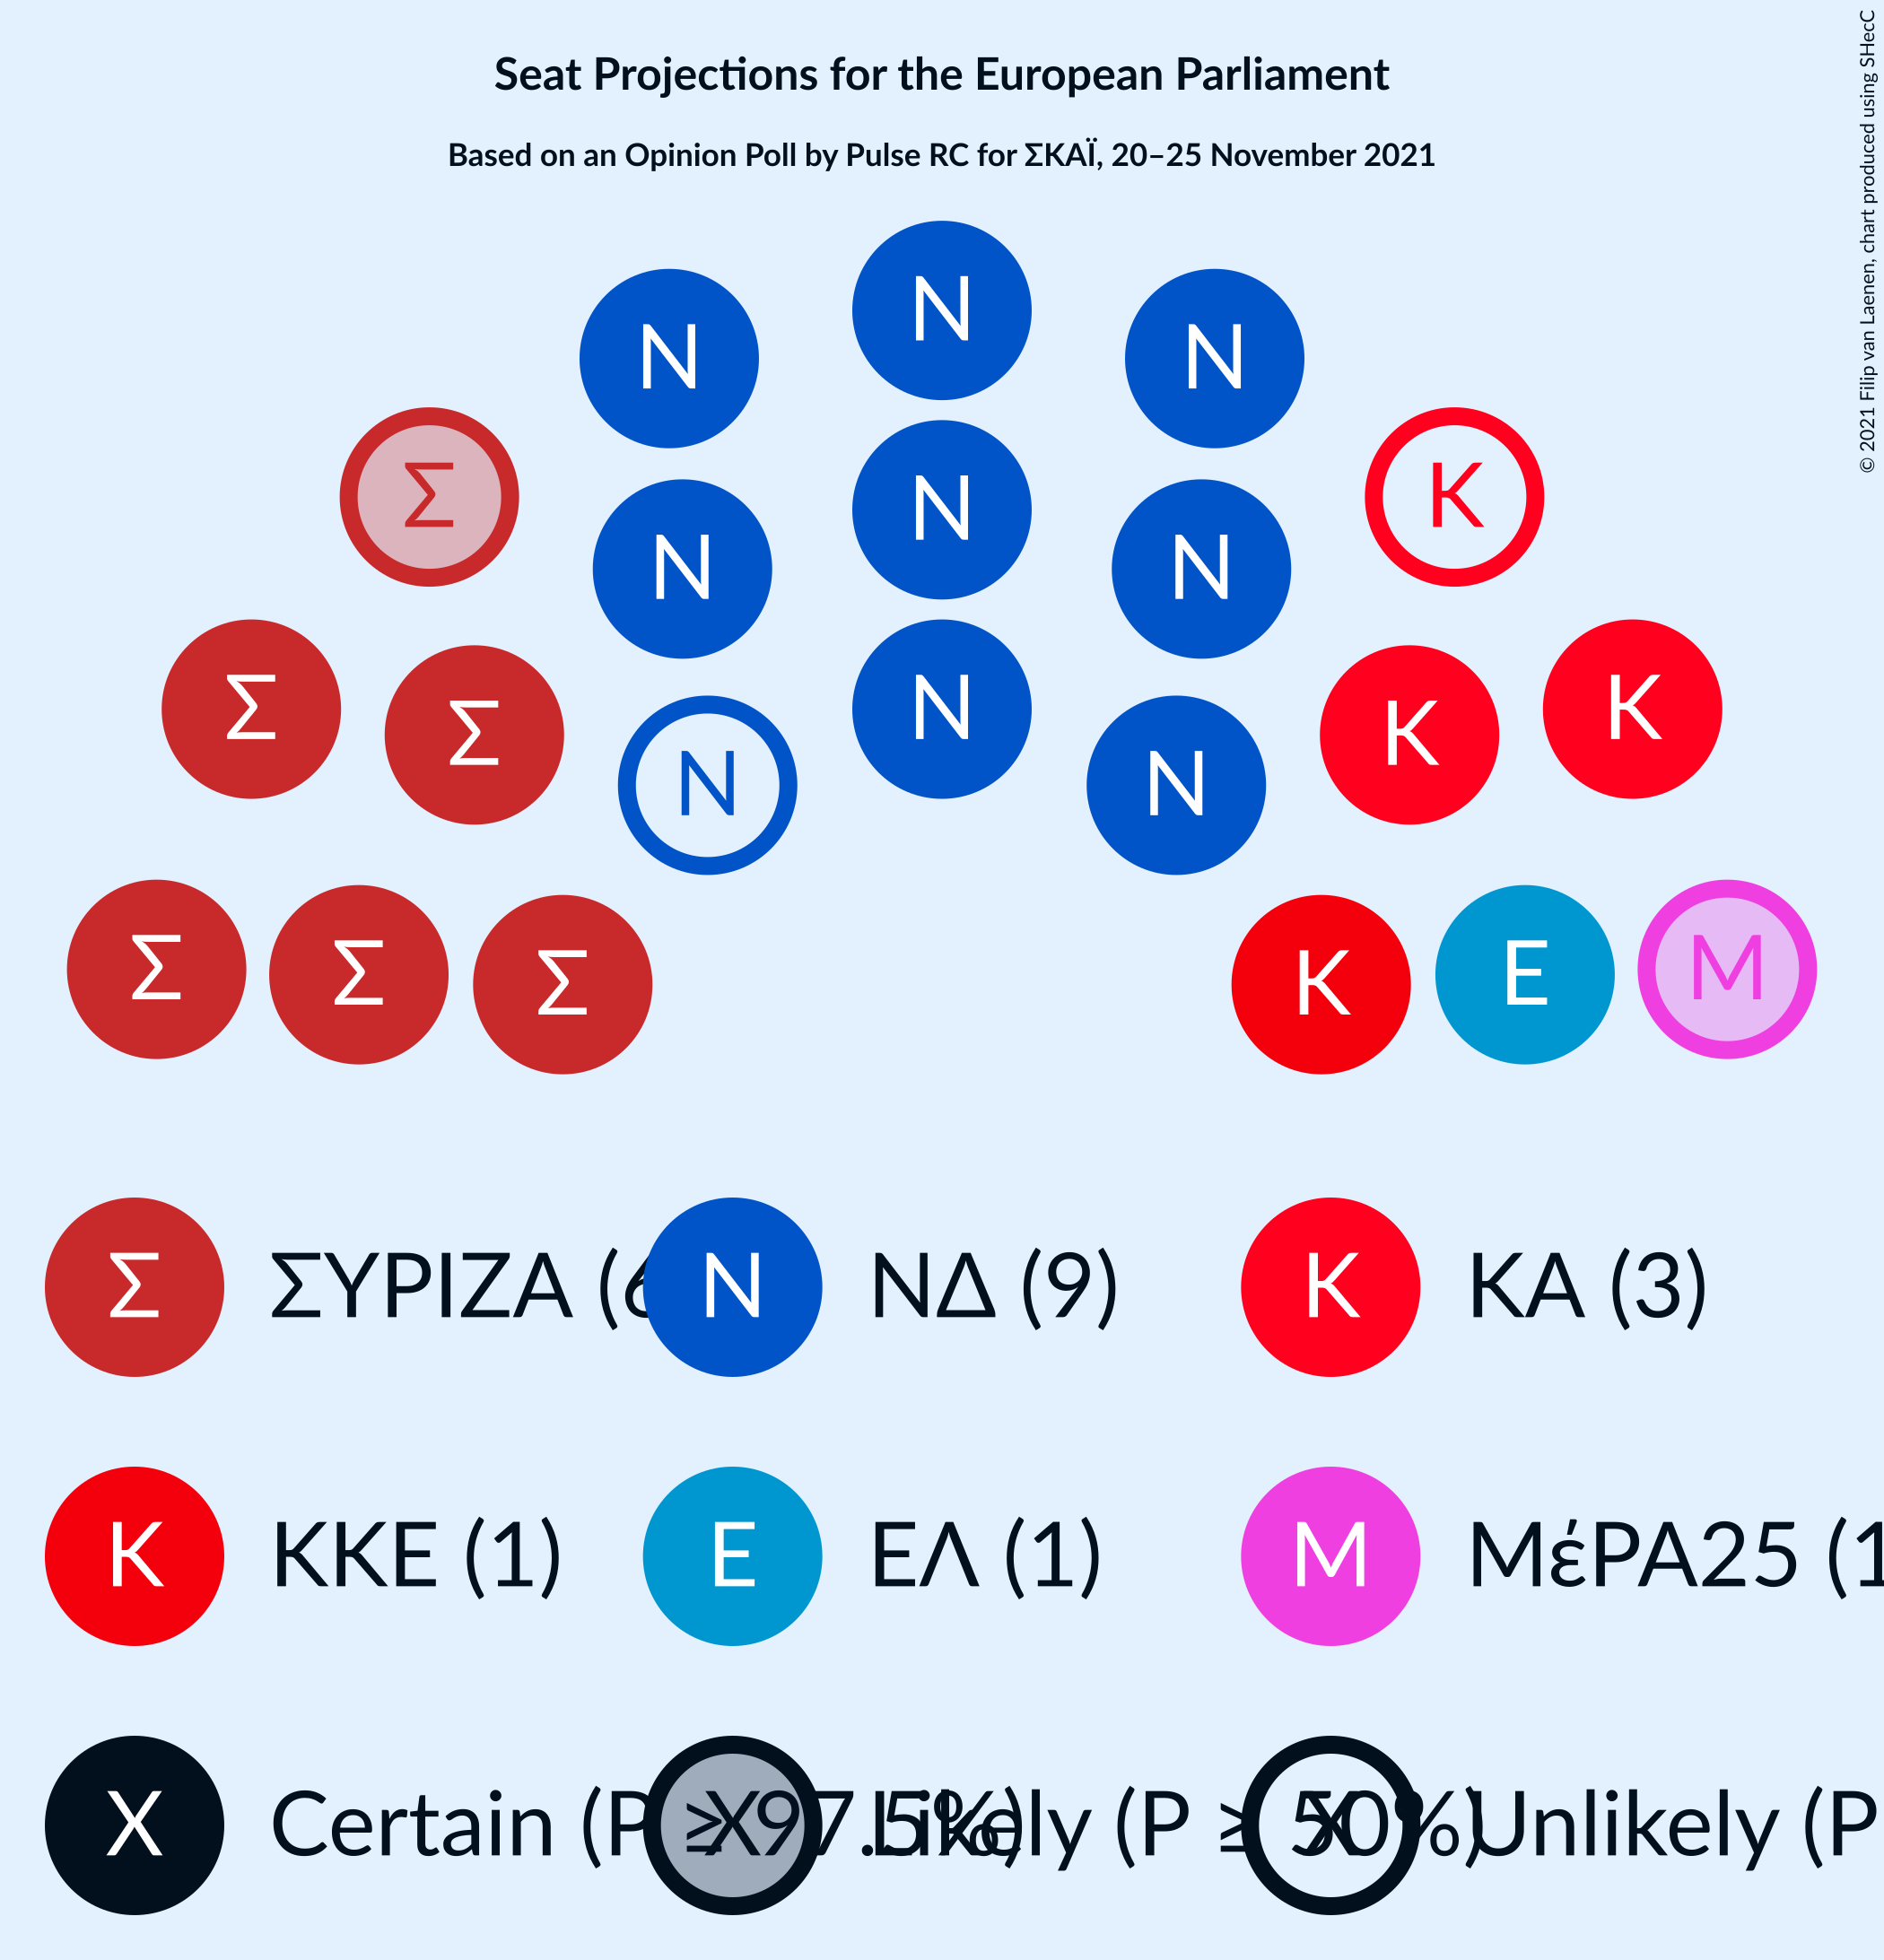 Seat Projections for the European Parliament
Based on an Opinion Poll by Pulse RC for ΣΚΑΪ, 20–25 November 2021
© 2021 Filip van Laenen, chart produced using SHecC
N
N N
Σ N K
N N
Σ N K
Σ K
N N
Σ M
Σ E
Σ K
Σ ΣΥΡΙΖΑ (6 N ΝΔ (9) K ΚΑ (3)
K ΚΚΕ (1) E ΕΛ (1) M ΜέΡΑ25 (1
X Certain (P ≥ 97.5%) X Likely (P ≥ 50%) X Unlikely (P